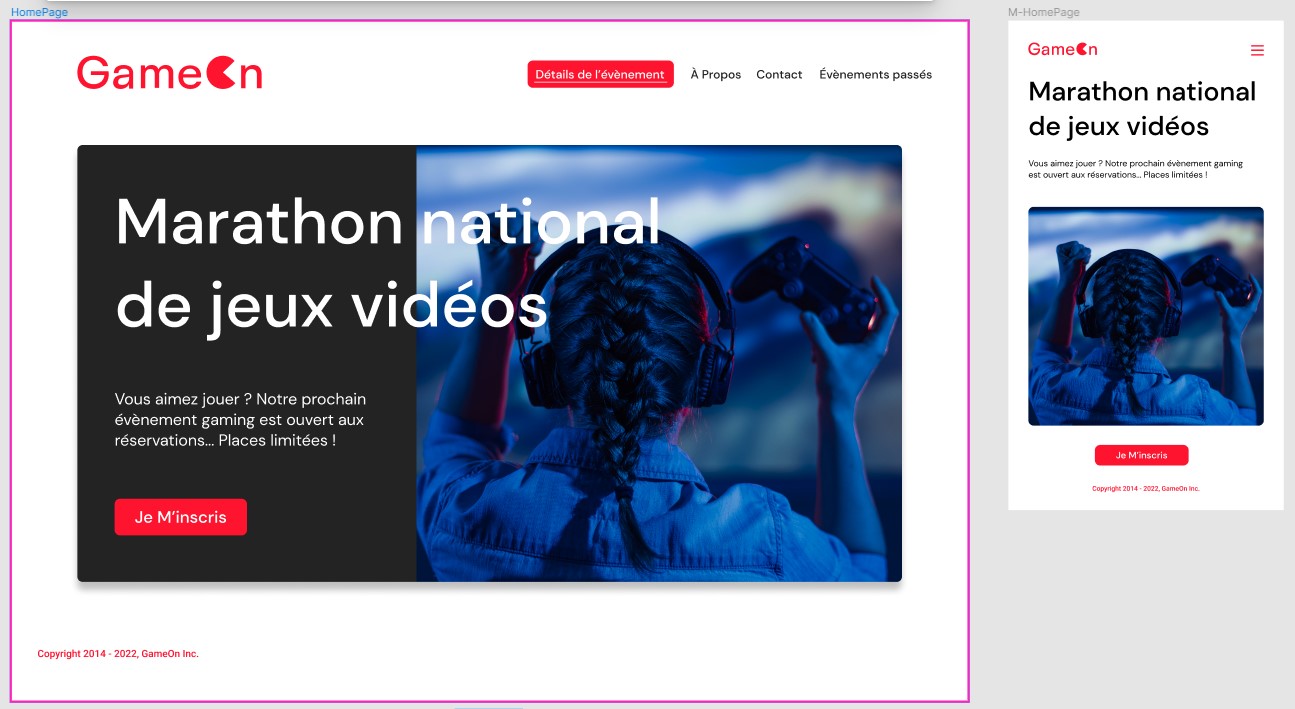 HomePage
GameOn
Détails de l'évènement À Propos Contact Évènements passés
Marathon national
de jeux vidéos
Vous aimez jouer ? Notre prochain
évènement gaming est ouvert aux
réservations... Places limitées !
Je M'inscris
Copyright 2014 - 2022, GameOn Inc.
M-HomePage
GameOn
Marathon national
de jeux vidéos
Vous aimez jouer ? Notre prochain évènement gaming
est ouvert aux réservations... Places limitées !
Je M'inscris
Copyright 2014 - 2022, GameOn Inc.